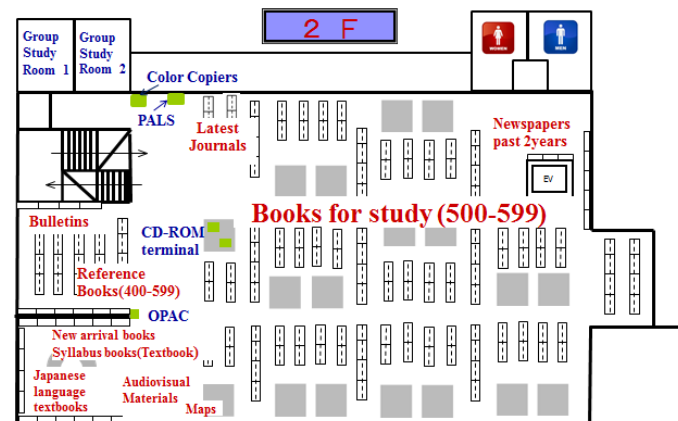 2 F
Group
Study
Room 1
Group
Study
Room 2
WOMEN
MEN
Color Copiers
PALS
Latest
Journals
Newspapers
past 2years
EV
Books for study (500-599)
Bulletins
CD-ROM
terminal
Reference
Books(400-599)
OPAC
New arrival books
Syllabus books(Textbook)
Japanese
language
textbooks
Audiovisual
Materials
Maps